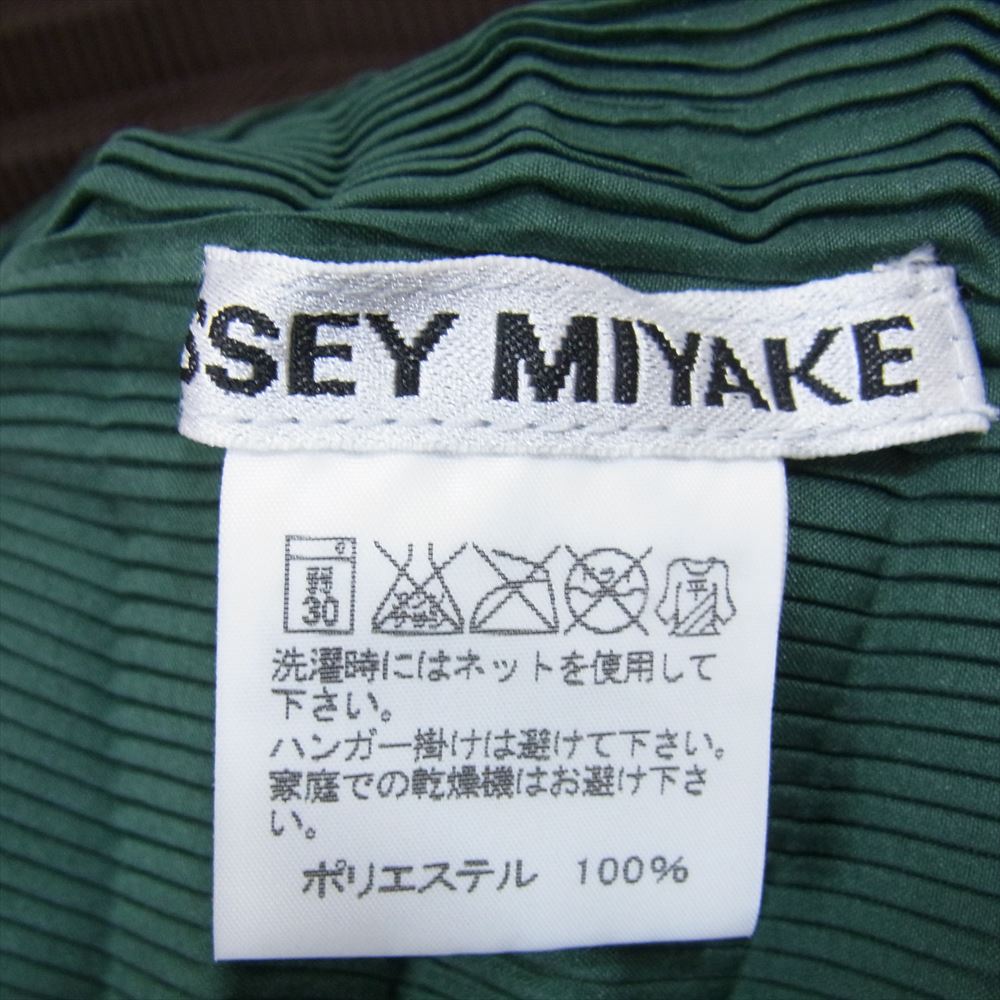 SSEY MIYAKE
30
洗濯時にはネットを使用して
下さい。
ハンガー掛けは避けて下さい。
家庭での乾燥機はお避け下さ
い。
ポリエステル 100%
平